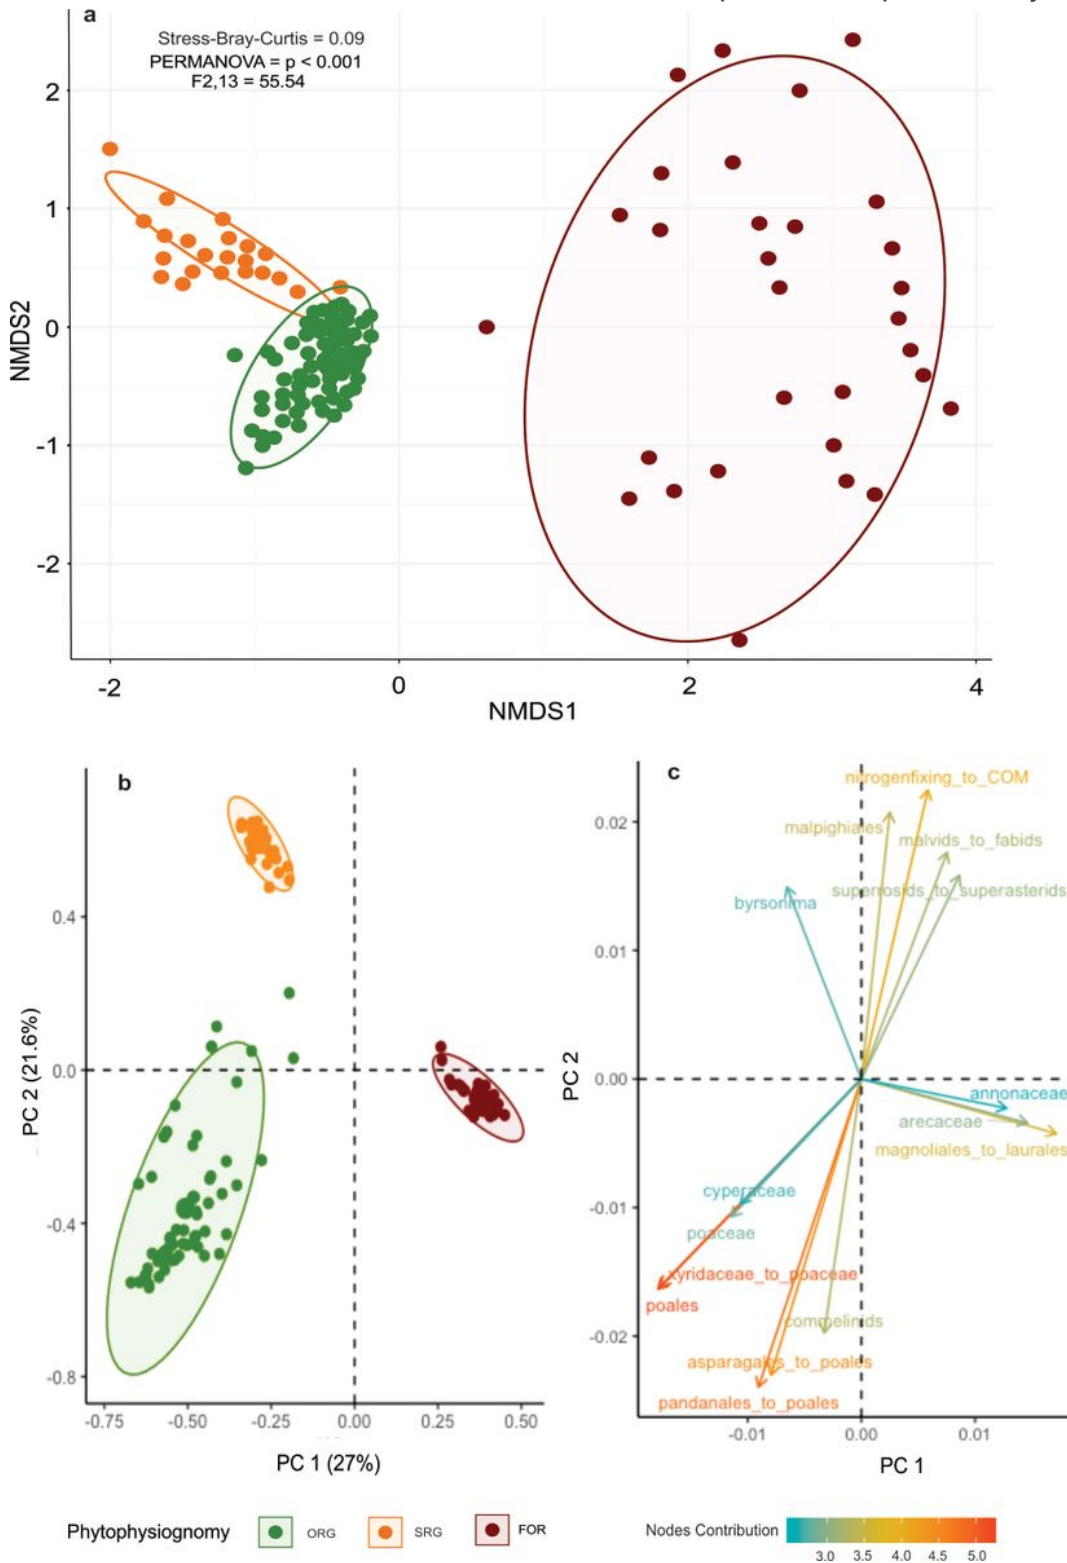 a
Stress-Bray-Curtis = 0.09
PERMANOVA = p < 0.001
F2,13 = 55.54
2
1
0
-1
-2
NMDS2
-2 0 2 4
NMDS1
b
0.4
0.0
-0.4
-0.8
PC 2 (21.6%)
-0.75 -0.50 -0.25 0.00 0.25 0.50
PC 1 (27%)
c
nitrogenfixing_to_COM
malpighiales
malvids_to_fabids
superrosids_to_superasterids
byrsonima
annonaceae
arecaceae
magnoliales_to_laurales
cyperaceae
poaceae
xyridaceae_to_poaceae
poales
commelinids
asparagales_to_poales
pandanales_to_poales
0.02
0.01
0.00
-0.01
-0.02
PC 2
-0.01 0.00 0.01
PC 1
Phytophysiognomy ORG SRG FOR
Nodes Contribution
3.0 3.5 4.0 4.5 5.0